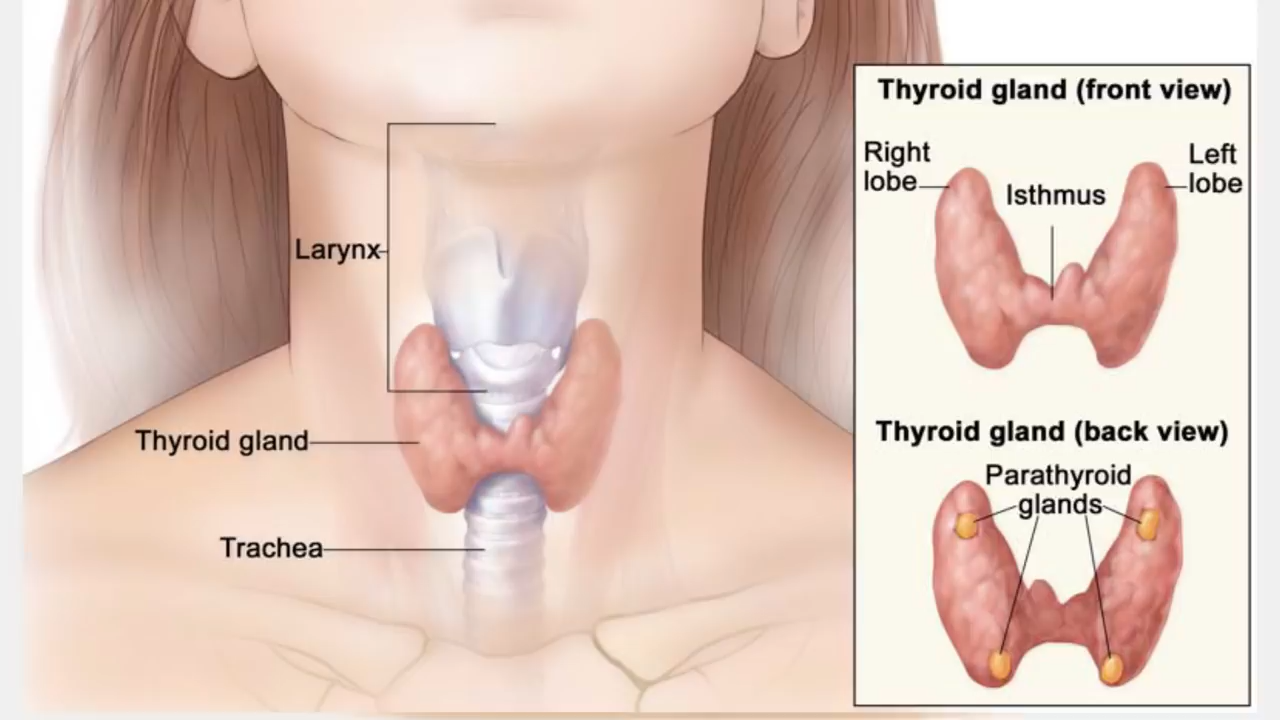 Larynx
Thyroid gland
Trachea
Thyroid gland (front view)
Right
lobe
Isthmus
Left
lobe
Thyroid gland (back view)
Parathyroid
glands